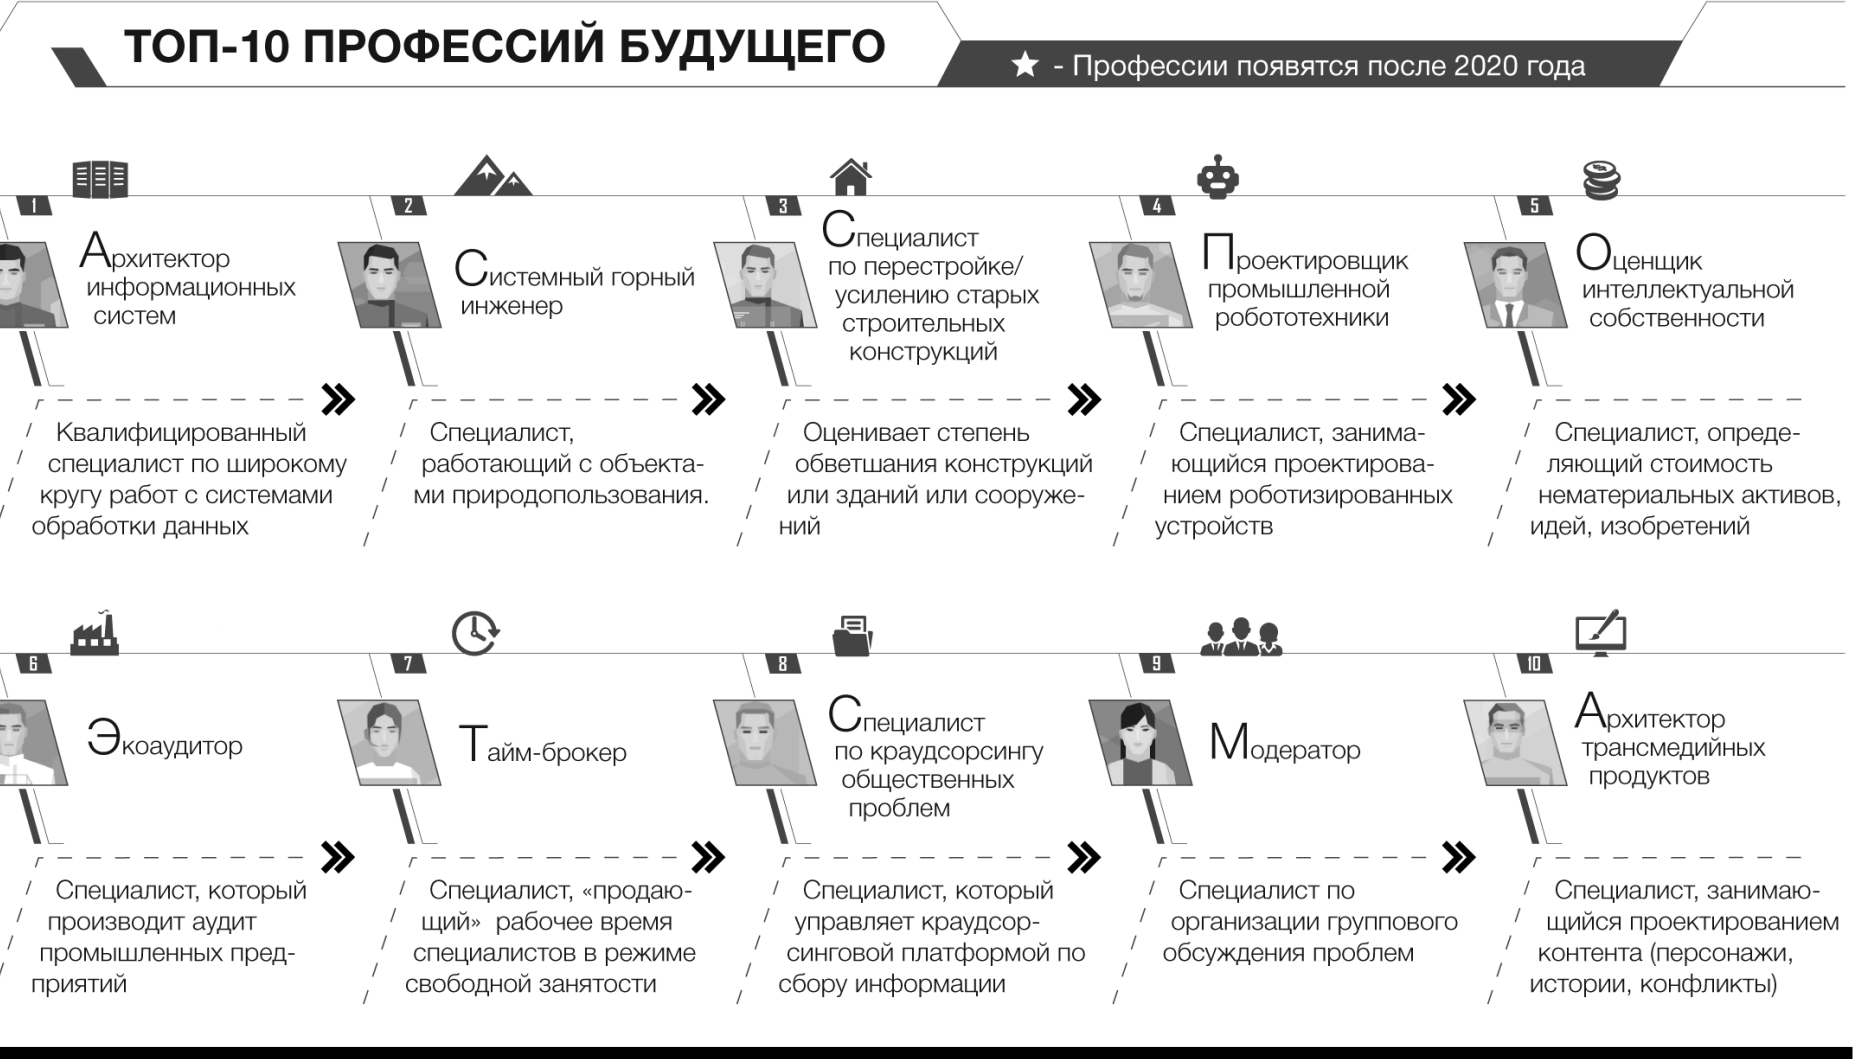 ТОП-10 ПРОФЕССИЙ БУДУЩЕГО
- Профессии появятся после 2020 года
1
Архитектор
информационных
систем
Квалифицированный
специалист по широкому
кругу работ с системами
обработки данных
2
Системный горный
инженер
Специалист,
работающий с объекта-
ми природопользования.
3
Специалист
по перестройке/
усилению старых
строительных
конструкций
Оценивает степень
обветшания конструкций
или зданий или сооруже-
ний
4
Проектировщик
промышленной
робототехники
Специалист, занима-
ющийся проектирова-
нием роботизированных
устройств
5
Оценщик
интеллектуальной
собственности
Специалист, опреде-
ляющий стоимость
нематериальных активов,
идей, изобретений
6
Экоаудитор
Специалист, который
производит аудит
промышленных пред-
приятий
7
Тайм-брокер
Специалист, «продаю-
щий» рабочее время
специалистов в режиме
свободной занятости
8
Специалист
по краудсорсингу
общественных
проблем
Специалист, который
управляет краудсор-
синговой платформой по
сбору информации
9
Модератор
Специалист по
организации группового
обсуждения проблем
10
Архитектор
трансмедийных
продуктов
Специалист, занимаю-
щийся проектированием
контента (персонажи,
истории, конфликты)